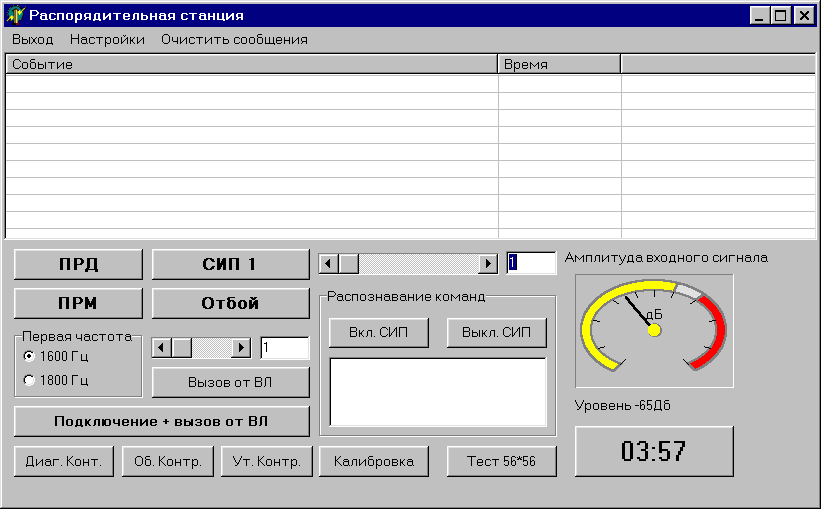 Распорядительная станция
Выход Настройки Очистить сообщения
Событие Время
ПРД СИП 1 1 Амплитуда входного сигнала
ПРМ Отбой Распознавание команд
дБ
Первая частота
1600 Гц
1800 Гц
1
Вкл. СИП Выкл. СИП
Вызов от ВЛ
Уровень -65Дб
Подключение + вызов от ВЛ
03:57
Диаг. Конт. Об. Контр. Ут. Контр. Калибровка Тест 56*56